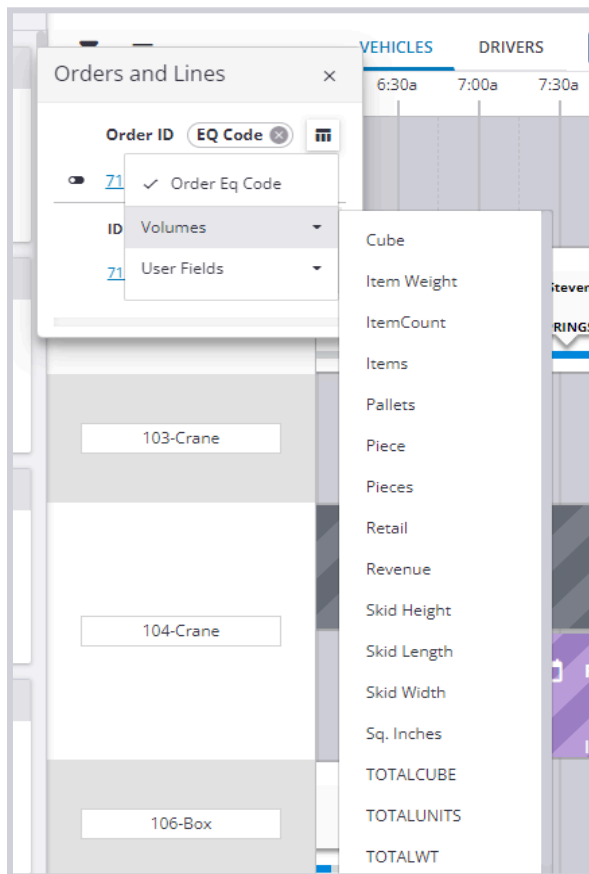 VEHICLES DRIVERS
Orders and Lines ×
6:30a 7:00a 7:30a
Order ID EQ Code
71
✓ Order Eq Code
ID Volumes
71 User Fields
Cube
Item Weight
ItemCount
Items
Pallets
Piece
Pieces
Retail
Revenue
Skid Height
Skid Length
Skid Width
Sq. Inches
TOTALCUBE
TOTALUNITS
TOTALWT
Steven
RINGS
103-Crane
104-Crane
106-Box